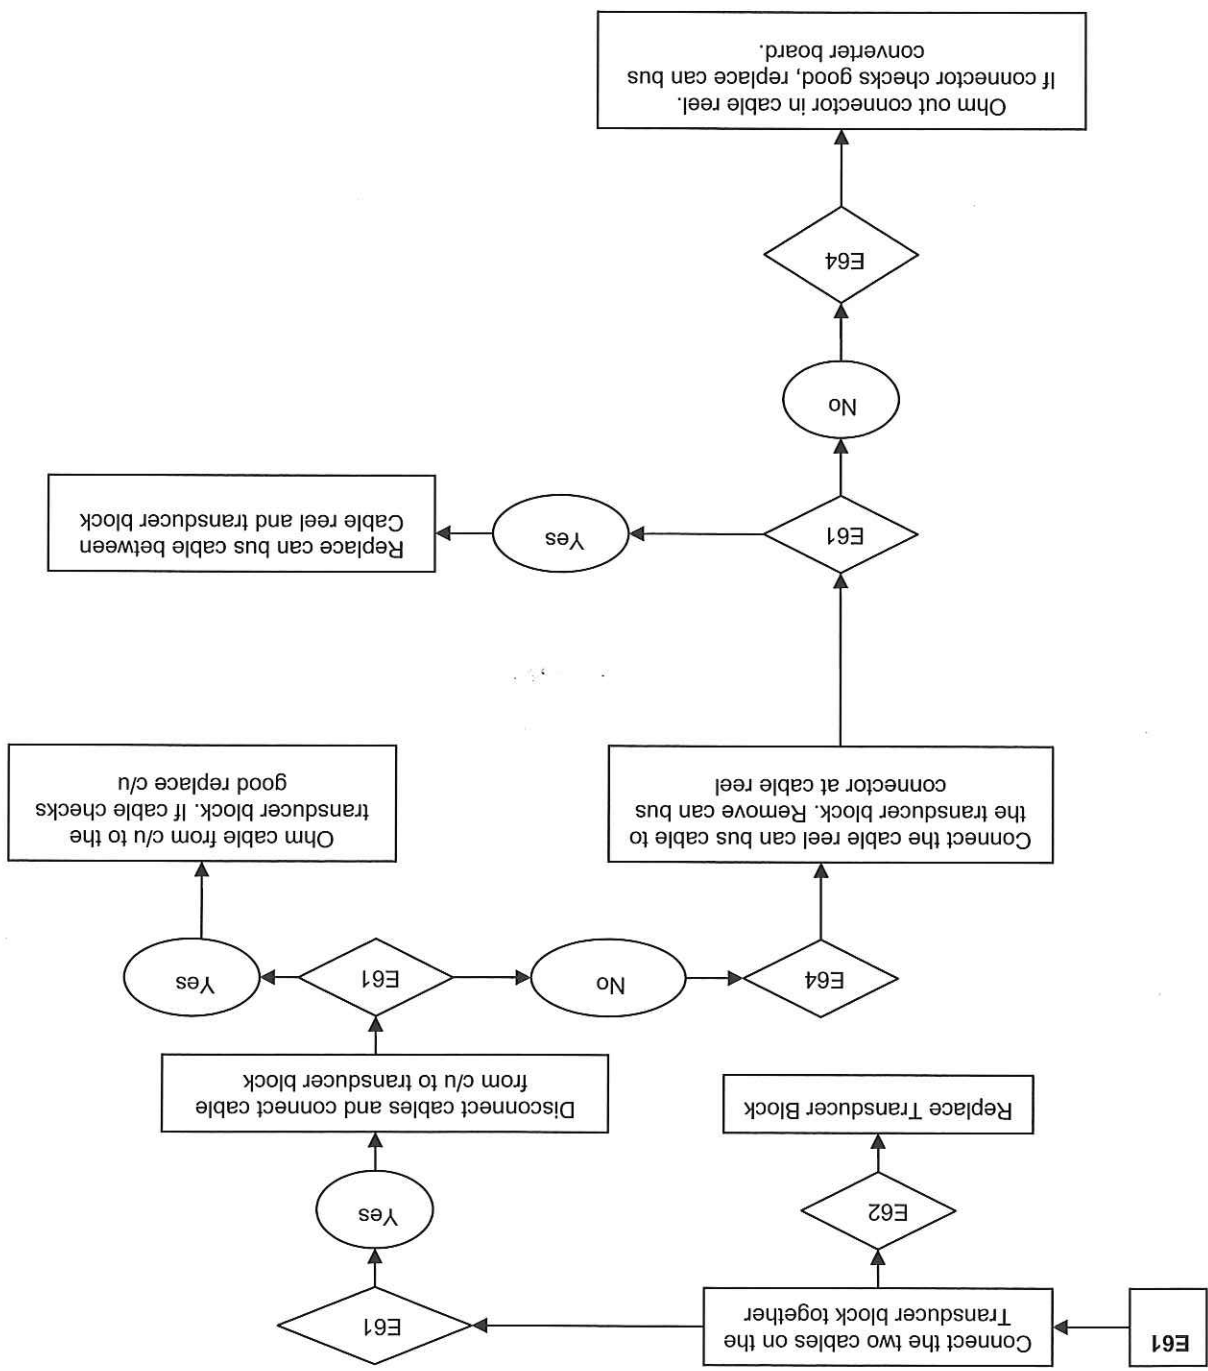 E61
Connect the two cables on the
Transducer block together
E61
E62
Yes
Replace Transducer Block
Disconnect cables and connect cable
from c/u to transducer block
E64
No
E61
Yes
Connect the cable reel can bus cable to
the transducer block. Remove can bus
connector at cable reel
Ohm cable from c/u to the
transducer block. If cable checks
good replace c/u
E61
Yes
Replace can bus cable between
Cable reel and transducer block
No
E64
Ohm out connector in cable reel.
If connector checks good, replace can bus
converter board.